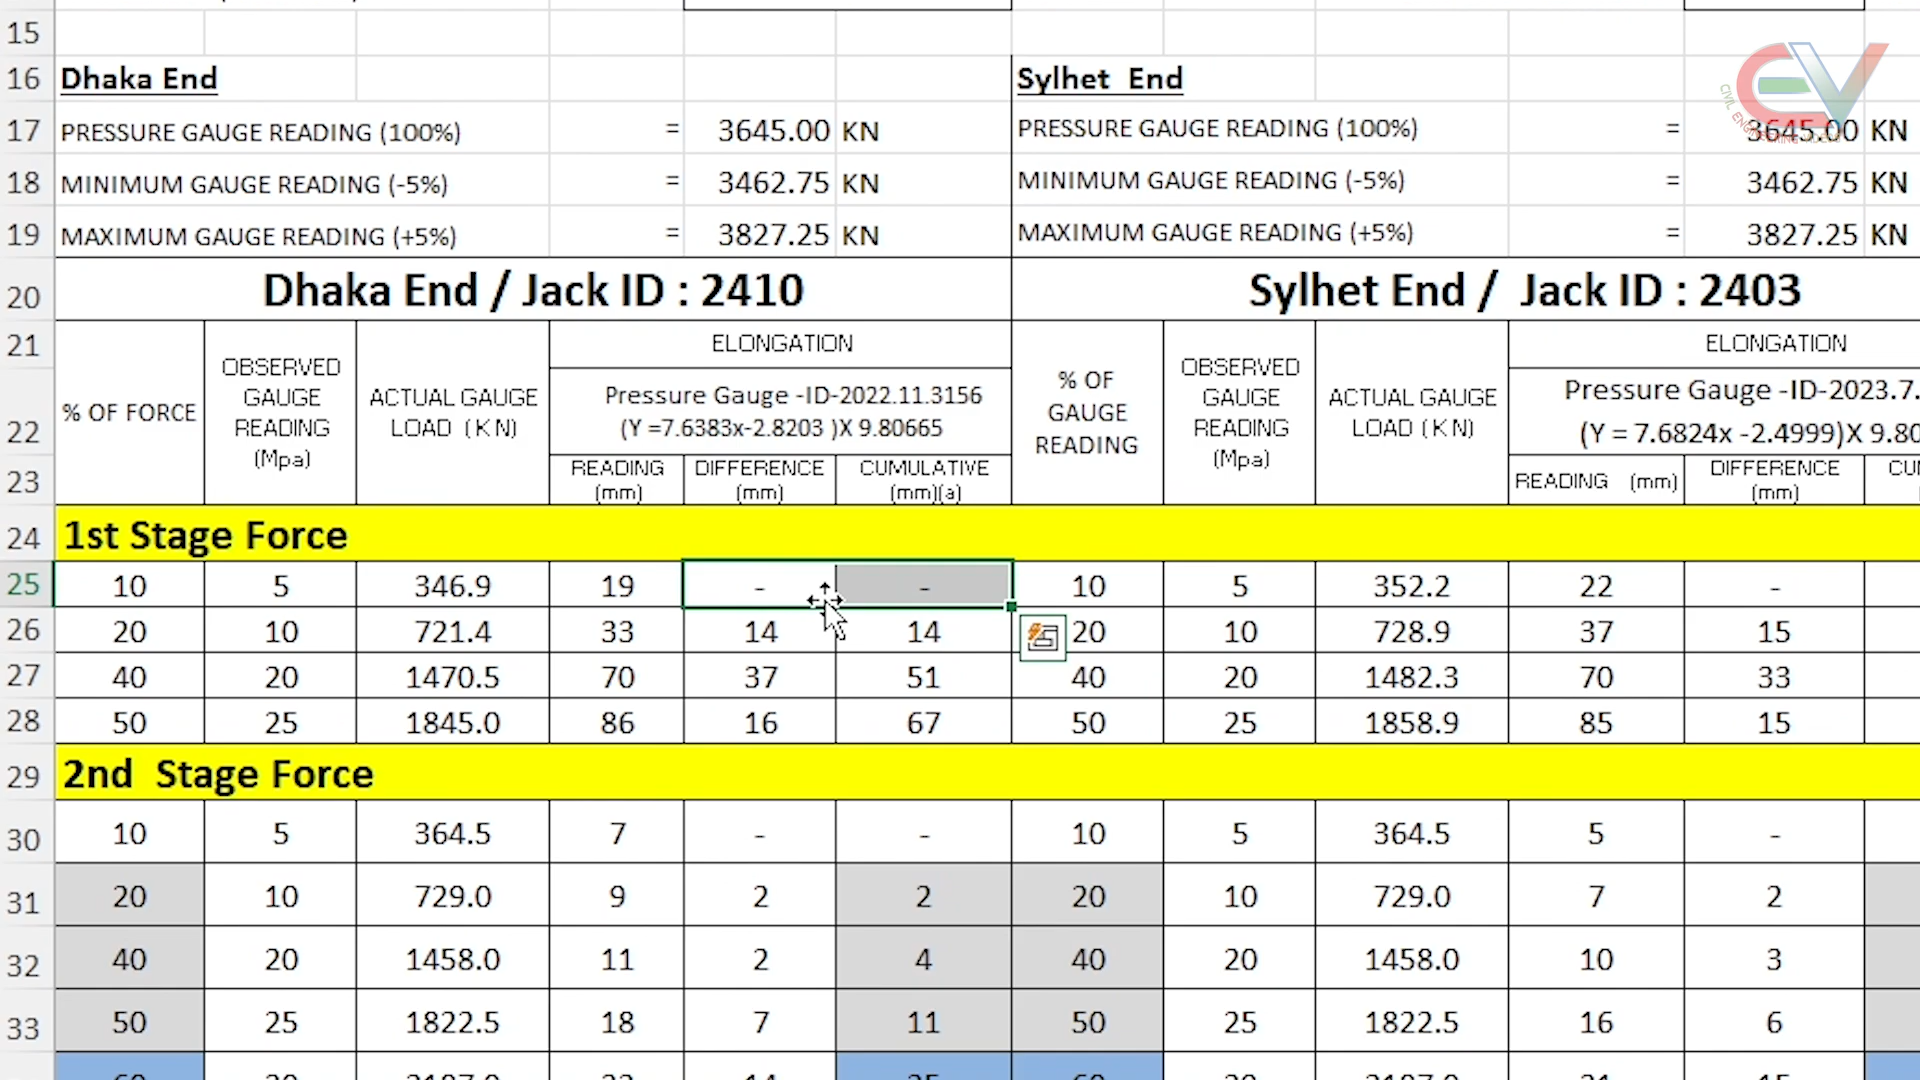 15
16 Dhaka End Sylhet End
17 PRESSURE GAUGE READING (100%) = 3645.00 KN PRESSURE GAUGE READING (100%) = 3645.00 KN
18 MINIMUM GAUGE READING (-5%) = 3462.75 KN MINIMUM GAUGE READING (-5%) = 3462.75 KN
19 MAXIMUM GAUGE READING (+5%) = 3827.25 KN MAXIMUM GAUGE READING (+5%) = 3827.25 KN
20 Dhaka End / Jack ID : 2410 Sylhet End / Jack ID : 2403
21
22
23
% OF FORCE
OBSERVED
GAUGE
READING
(Mpa)
ACTUAL GAUGE
LOAD (KN)
ELONGATION
Pressure Gauge -ID-2022.11.3156
(Y =7.6383x-2.8203 )X 9.80665
READING
(mm)
DIFFERENCE
(mm)
CUMULATIVE
(mm)(a)
% OF
GAUGE
READING
OBSERVED
GAUGE
READING
(Mpa)
ACTUAL GAUGE
LOAD (KN)
ELONGATION
Pressure Gauge -ID-2023.7.
(Y = 7.6824x -2.4999)X 9.80
READING (mm)
DIFFERENCE
(mm)
24 1st Stage Force
25 10 5 346.9 19 - - 10 5 352.2 22 -
26 20 10 721.4 33 14 14 20 10 728.9 37 15
27 40 20 1470.5 70 37 51 40 20 1482.3 70 33
28 50 25 1845.0 86 16 67 50 25 1858.9 85 15
29 2nd Stage Force
30 10 5 364.5 7 - - 10 5 364.5 5 -
31 20 10 729.0 9 2 2 20 10 729.0 7 2
32 40 20 1458.0 11 2 4 40 20 1458.0 10 3
33 50 25 1822.5 18 7 11 50 25 1822.5 16 6